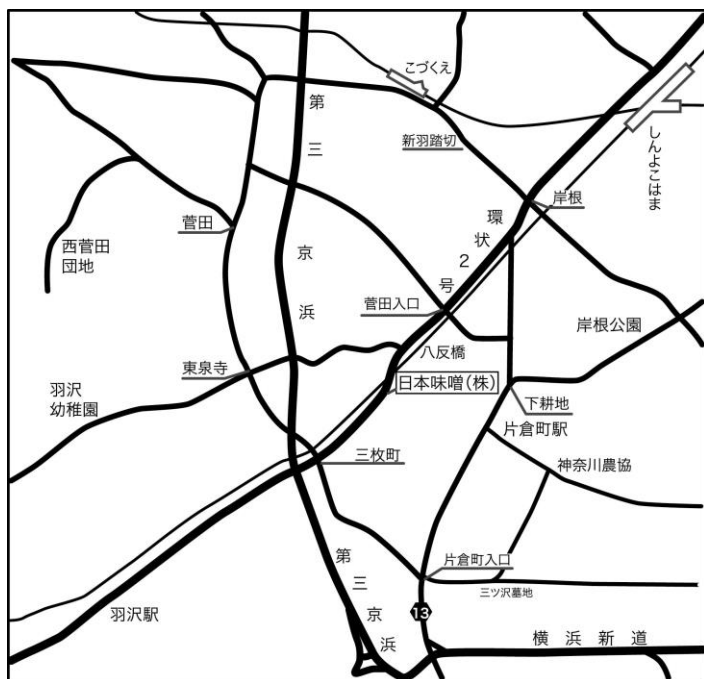 こづくえ
第三
新羽踏切
しんよこはま
岸根
菅田
環状2号
西菅田
団地
京浜
菅田入口
岸根公園
八反橋
東泉寺
日本味噌(株)
羽沢
幼稚園
下耕地
片倉町駅
三枚町
神奈川農協
第三京浜
片倉町入口
三ツ沢墓地
羽沢駅
13
横浜新道